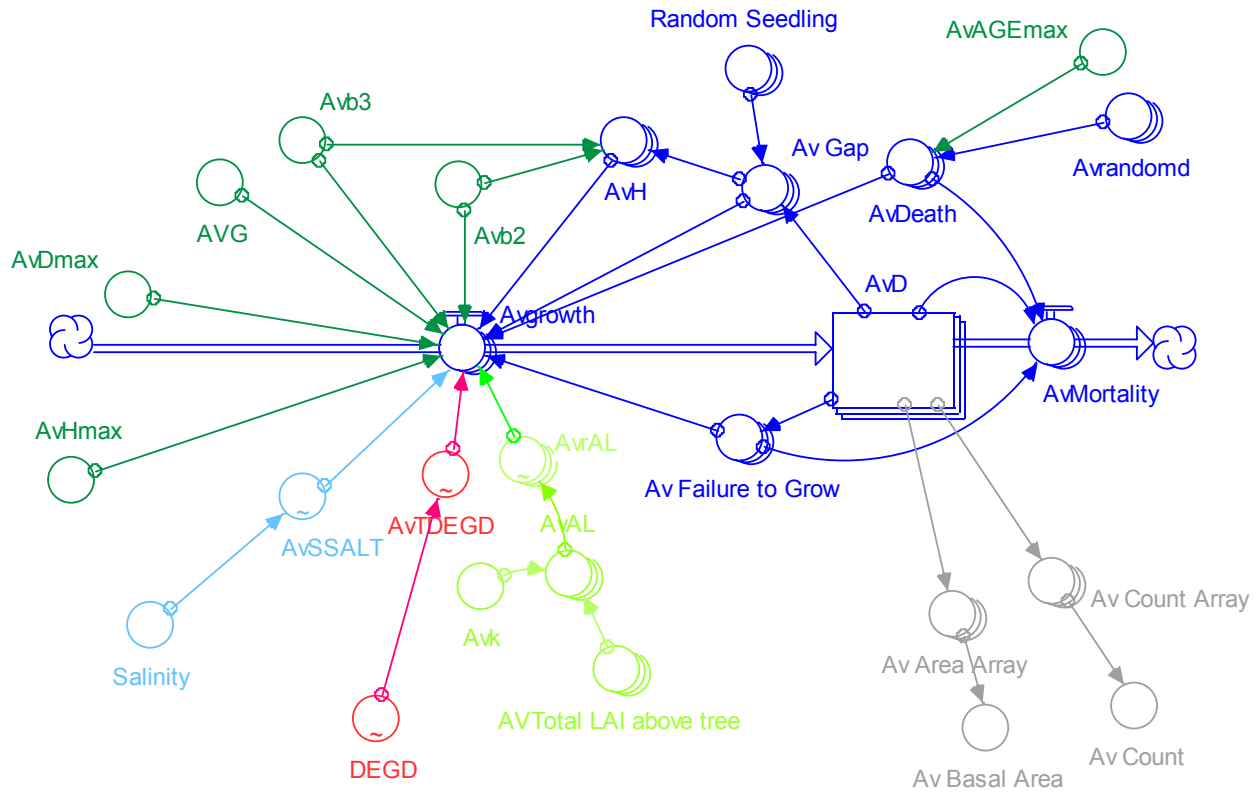 Random Seedling
AvAGEmax
Avb3
Av Gap
Avrandomd
AvH
AvDeath
AVG
Avb2
AvDmax
AvD
Avgrowth
AvMortality
AvHmax
AvrAL
Av Failure to Grow
AvTDEGD
AvAL
AvSSALT
Av Count Array
Avk
Av Area Array
Salinity
AVTotal LAI above tree
Av Count
DEGD
Av Basal Area